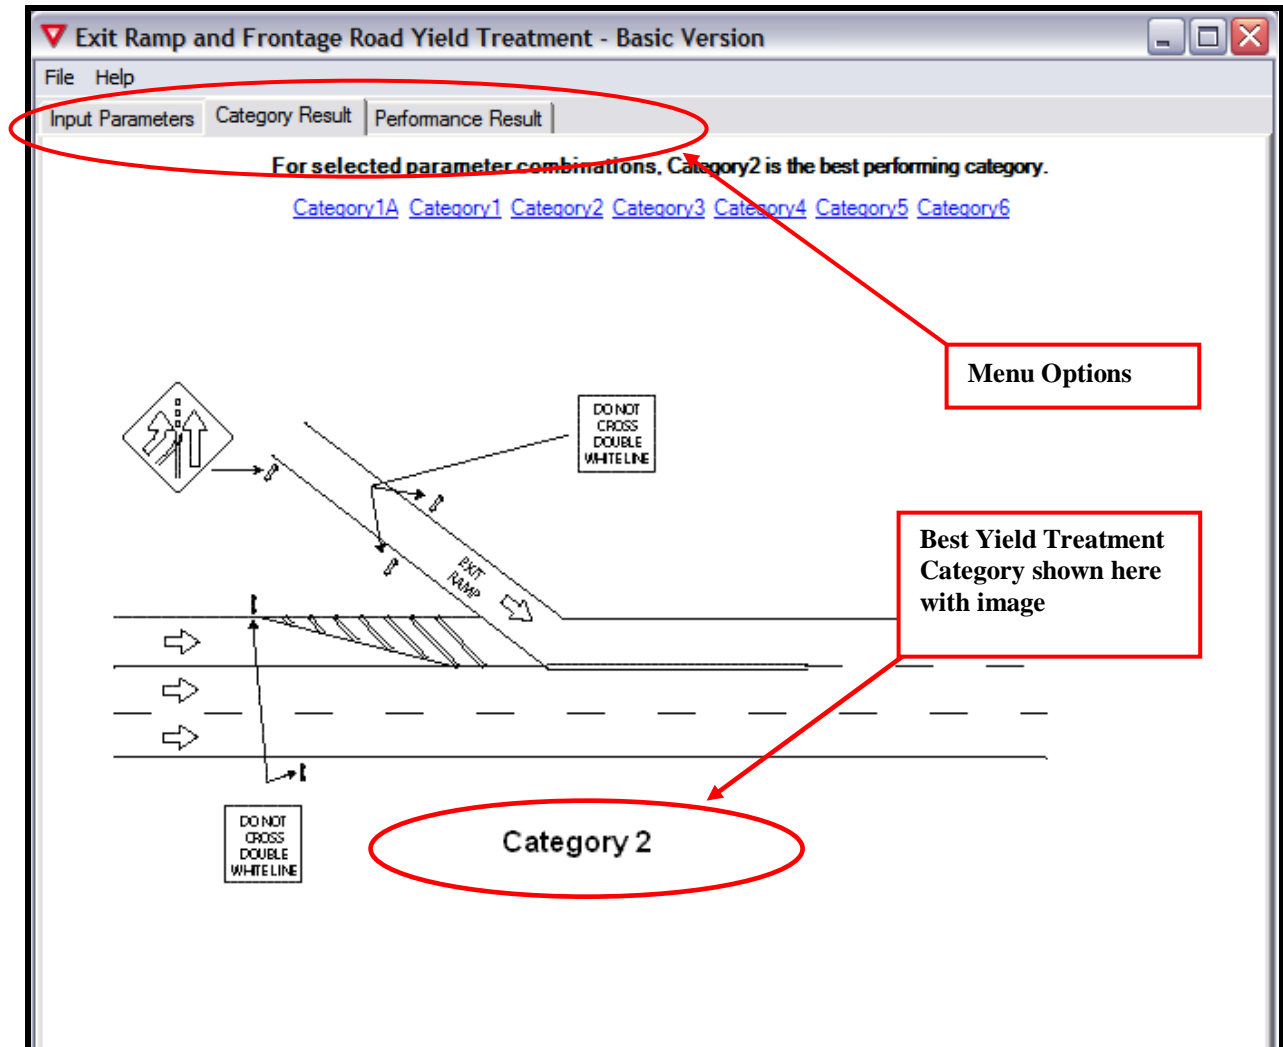 Exit Ramp and Frontage Road Yield Treatment - Basic Version
File Help
Input Parameters Category Result Performance Result
For selected parameter combinations, Category2 is the best performing category.
Category1A Category1 Category2 Category3 Category4 Category5 Category6
Menu Options
DO NOT
CROSS
DOUBLE
WHITE LINE
Best Yield Treatment
Category shown here
with image
EXIT
RAMP
DO NOT
CROSS
DOUBLE
WHITE LINE
Category 2